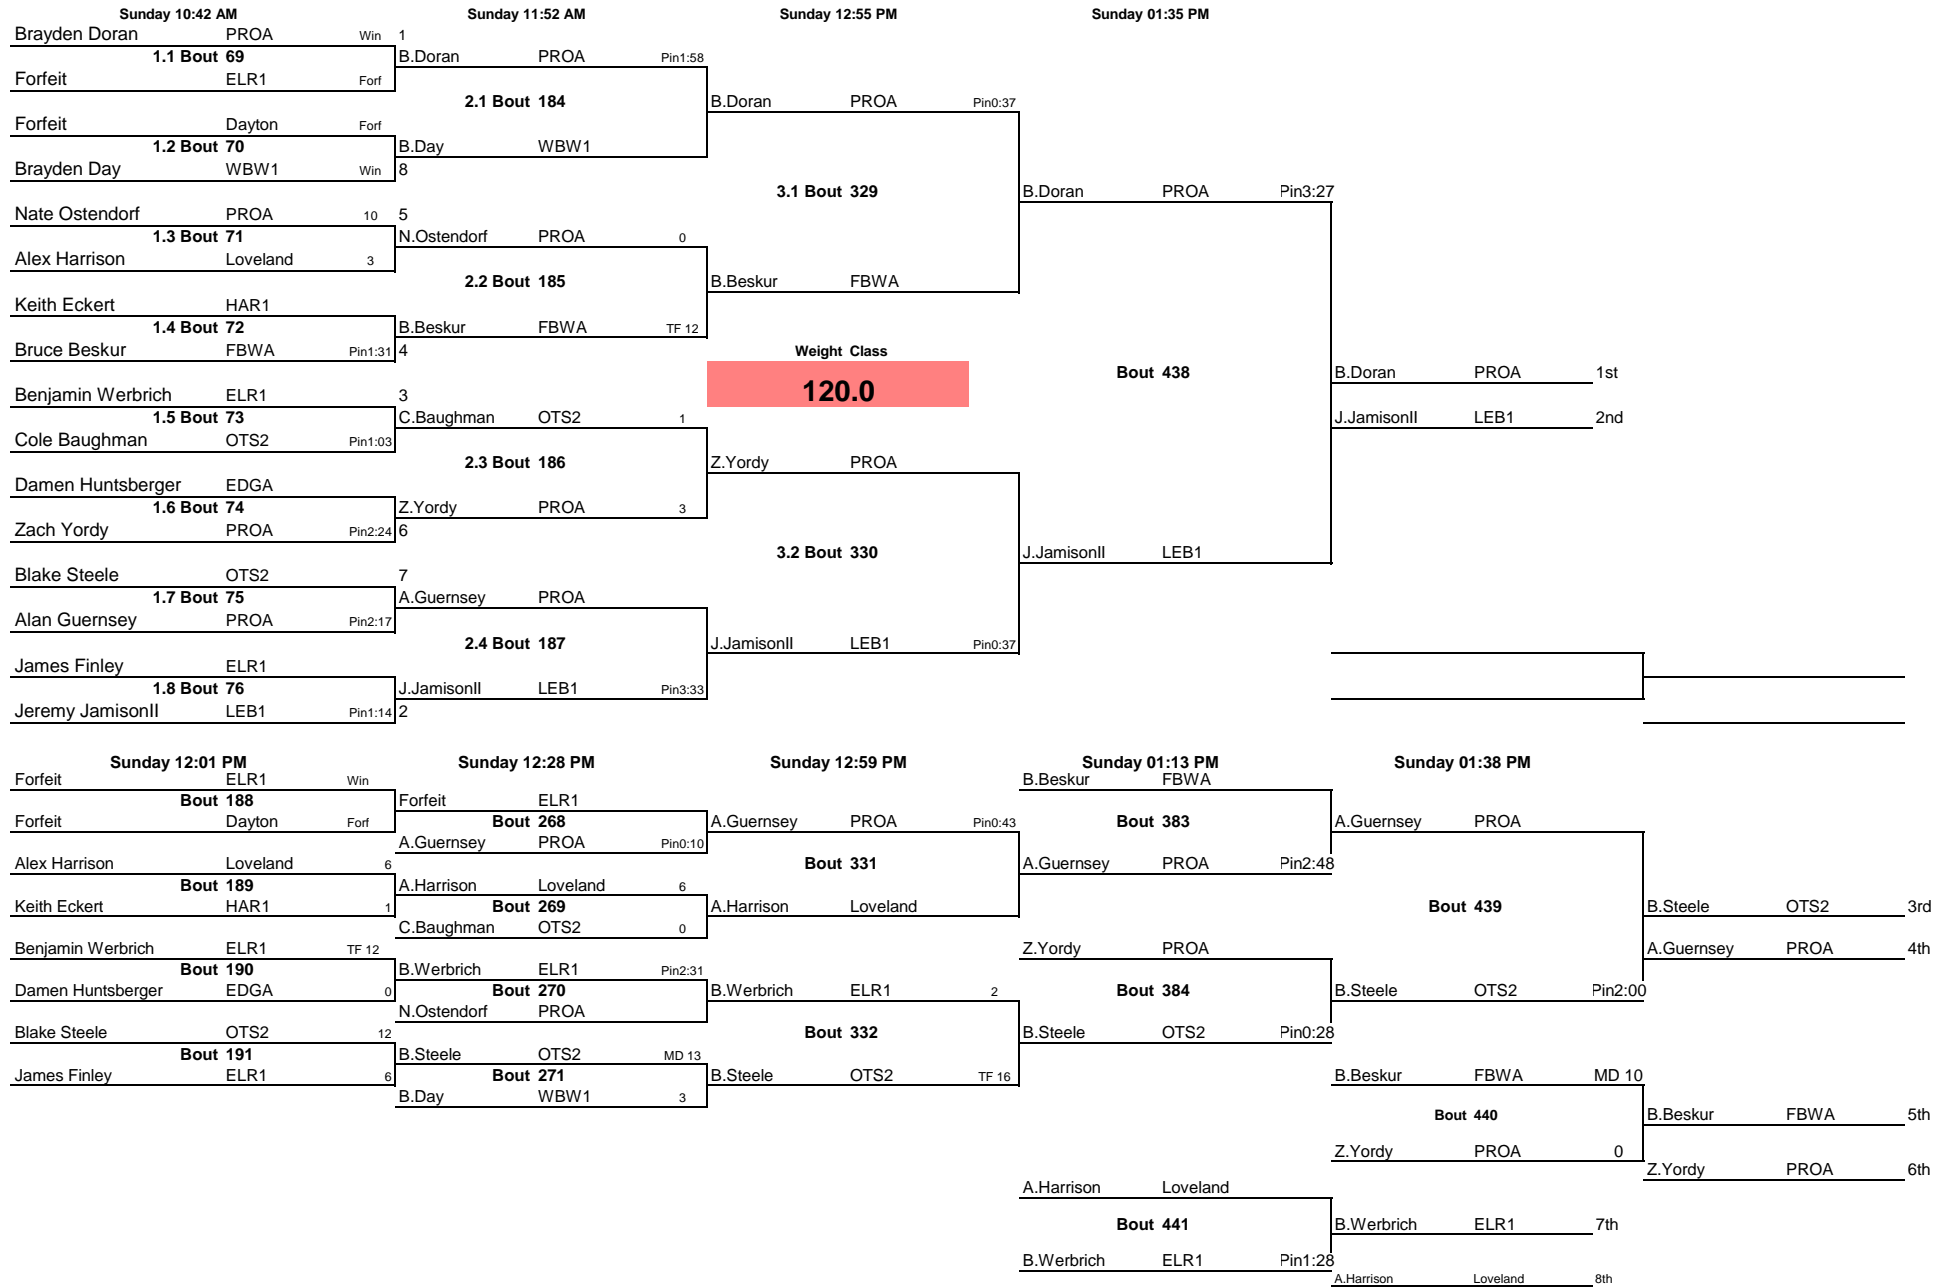 Sunday 10:42 AM Sunday 11:52 AM Sunday 12:55 PM Sunday 01:35 PM
Brayden Doran PROA Win 1
1.1 Bout 69 B.Doran PROA Pin1:58
Forfeit ELR1 Forf
2.1 Bout 184 B.Doran PROA Pin0:37
Forfeit Dayton Forf
1.2 Bout 70 B.Day WBW1
Brayden Day WBW1 Win 8
3.1 Bout 329 B.Doran PROA Pin3:27
Nate Ostendorf PROA 10 5
1.3 Bout 71 N.Ostendorf PROA 0
Alex Harrison Loveland 3
2.2 Bout 185 B.Beskur FBWA
Keith Eckert HAR1
1.4 Bout 72 B.Beskur FBWA TF 12
Bruce Beskur FBWA Pin1:31 4 Weight Class
Bout 438 B.Doran PROA 1st
Benjamin Werbrich ELR1 3 120.0
1.5 Bout 73 C.Baughman OTS2 1 J.JamisonII LEB1 2nd
Cole Baughman OTS2 Pin1:03
2.3 Bout 186 Z.Yordy PROA
Damen Huntsberger EDGA
1.6 Bout 74 Z.Yordy PROA 3
Zach Yordy PROA Pin2:24 6
3.2 Bout 330 J.JamisonII LEB1
Blake Steele OTS2 7
1.7 Bout 75 A.Guernsey PROA
Alan Guernsey PROA Pin2:17
2.4 Bout 187 J.JamisonII LEB1 Pin0:37
James Finley ELR1
1.8 Bout 76 J.JamisonII LEB1 Pin3:33
Jeremy JamisonII LEB1 Pin1:14 2
Sunday 12:01 PM Sunday 12:28 PM Sunday 12:59 PM Sunday 01:13 PM Sunday 01:38 PM
Forfeit ELR1 Win B.Beskur FBWA
Bout 188 Forfeit ELR1
Forfeit Dayton Forf Bout 268 A.Guernsey PROA Pin0:43 Bout 383 A.Guernsey PROA
A.Guernsey PROA Pin0:10
Alex Harrison Loveland 6 Bout 331 A.Guernsey PROA Pin2:48
Bout 189 A.Harrison Loveland 6
Keith Eckert HAR1 1 Bout 269 A.Harrison Loveland Bout 439 B.Steele OTS2 3rd
C.Baughman OTS2 0
Benjamin Werbrich ELR1 TF 12 Z.Yordy PROA A.Guernsey PROA 4th
Bout 190 B.Werbrich ELR1 Pin2:31
Damen Huntsberger EDGA 0 Bout 270 B.Werbrich ELR1 2 Bout 384 B.Steele OTS2 Pin2:00
N.Ostendorf PROA
Blake Steele OTS2 12 Bout 332 B.Steele OTS2 Pin0:28
Bout 191 B.Steele OTS2 MD 13
James Finley ELR1 6 Bout 271 B.Steele OTS2 TF 16 B.Beskur FBWA MD 10
B.Day WBW1 3
Bout 440 B.Beskur FBWA 5th
Z.Yordy PROA 0
Z.Yordy PROA 6th
A.Harrison Loveland
Bout 441 B.Werbrich ELR1 7th
B.Werbrich ELR1 Pin1:28
A.Harrison Loveland 8th